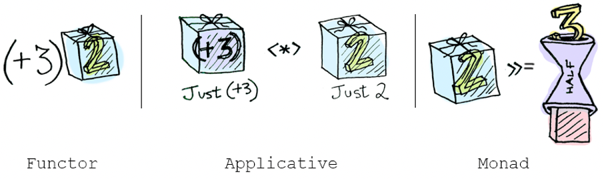 (+3) 2
(+3) <*> 2
Just (+3) Just 2
2 >>= 3
HALF
Functor Applicative Monad